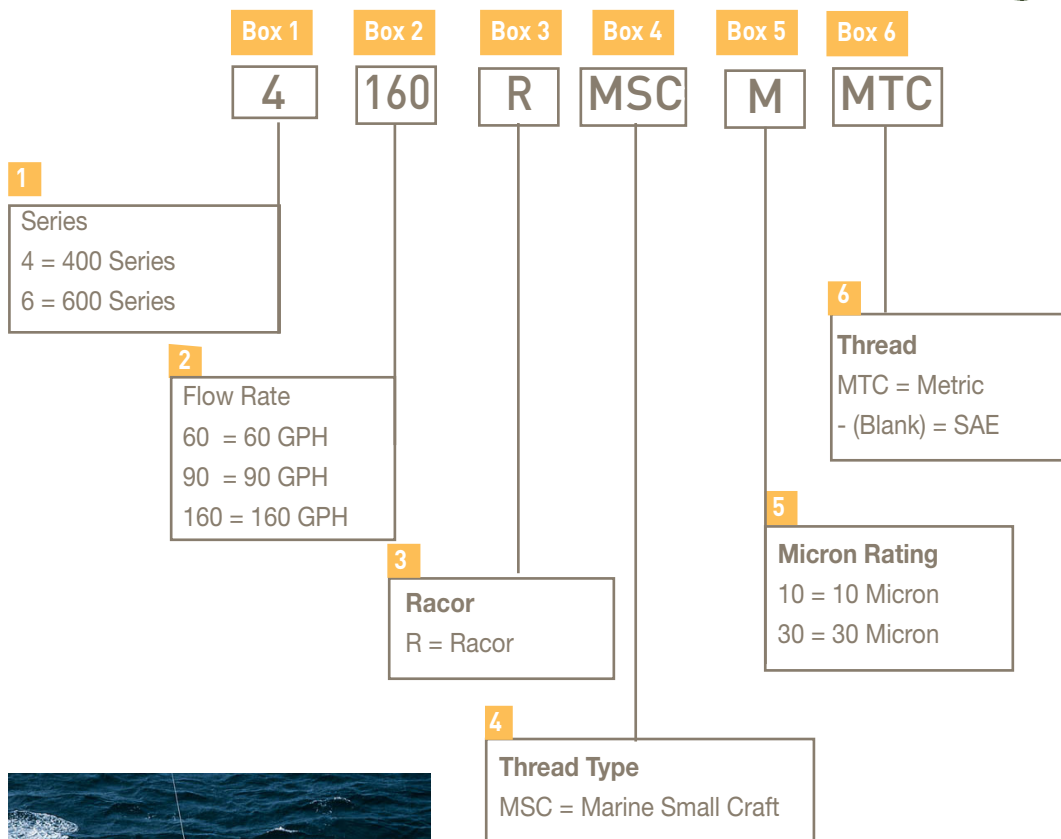 Box 1 Box 2 Box 3 Box 4 Box 5 Box 6
4 160 R MSC M MTC
1
Series
4 = 400 Series
6 = 600 Series
2
Flow Rate
60 = 60 GPH
90 = 90 GPH
160 = 160 GPH
3
Racor
R = Racor
4
Thread Type
MSC = Marine Small Craft
5
Micron Rating
10 = 10 Micron
30 = 30 Micron
6
Thread
MTC = Metric
- (Blank) = SAE